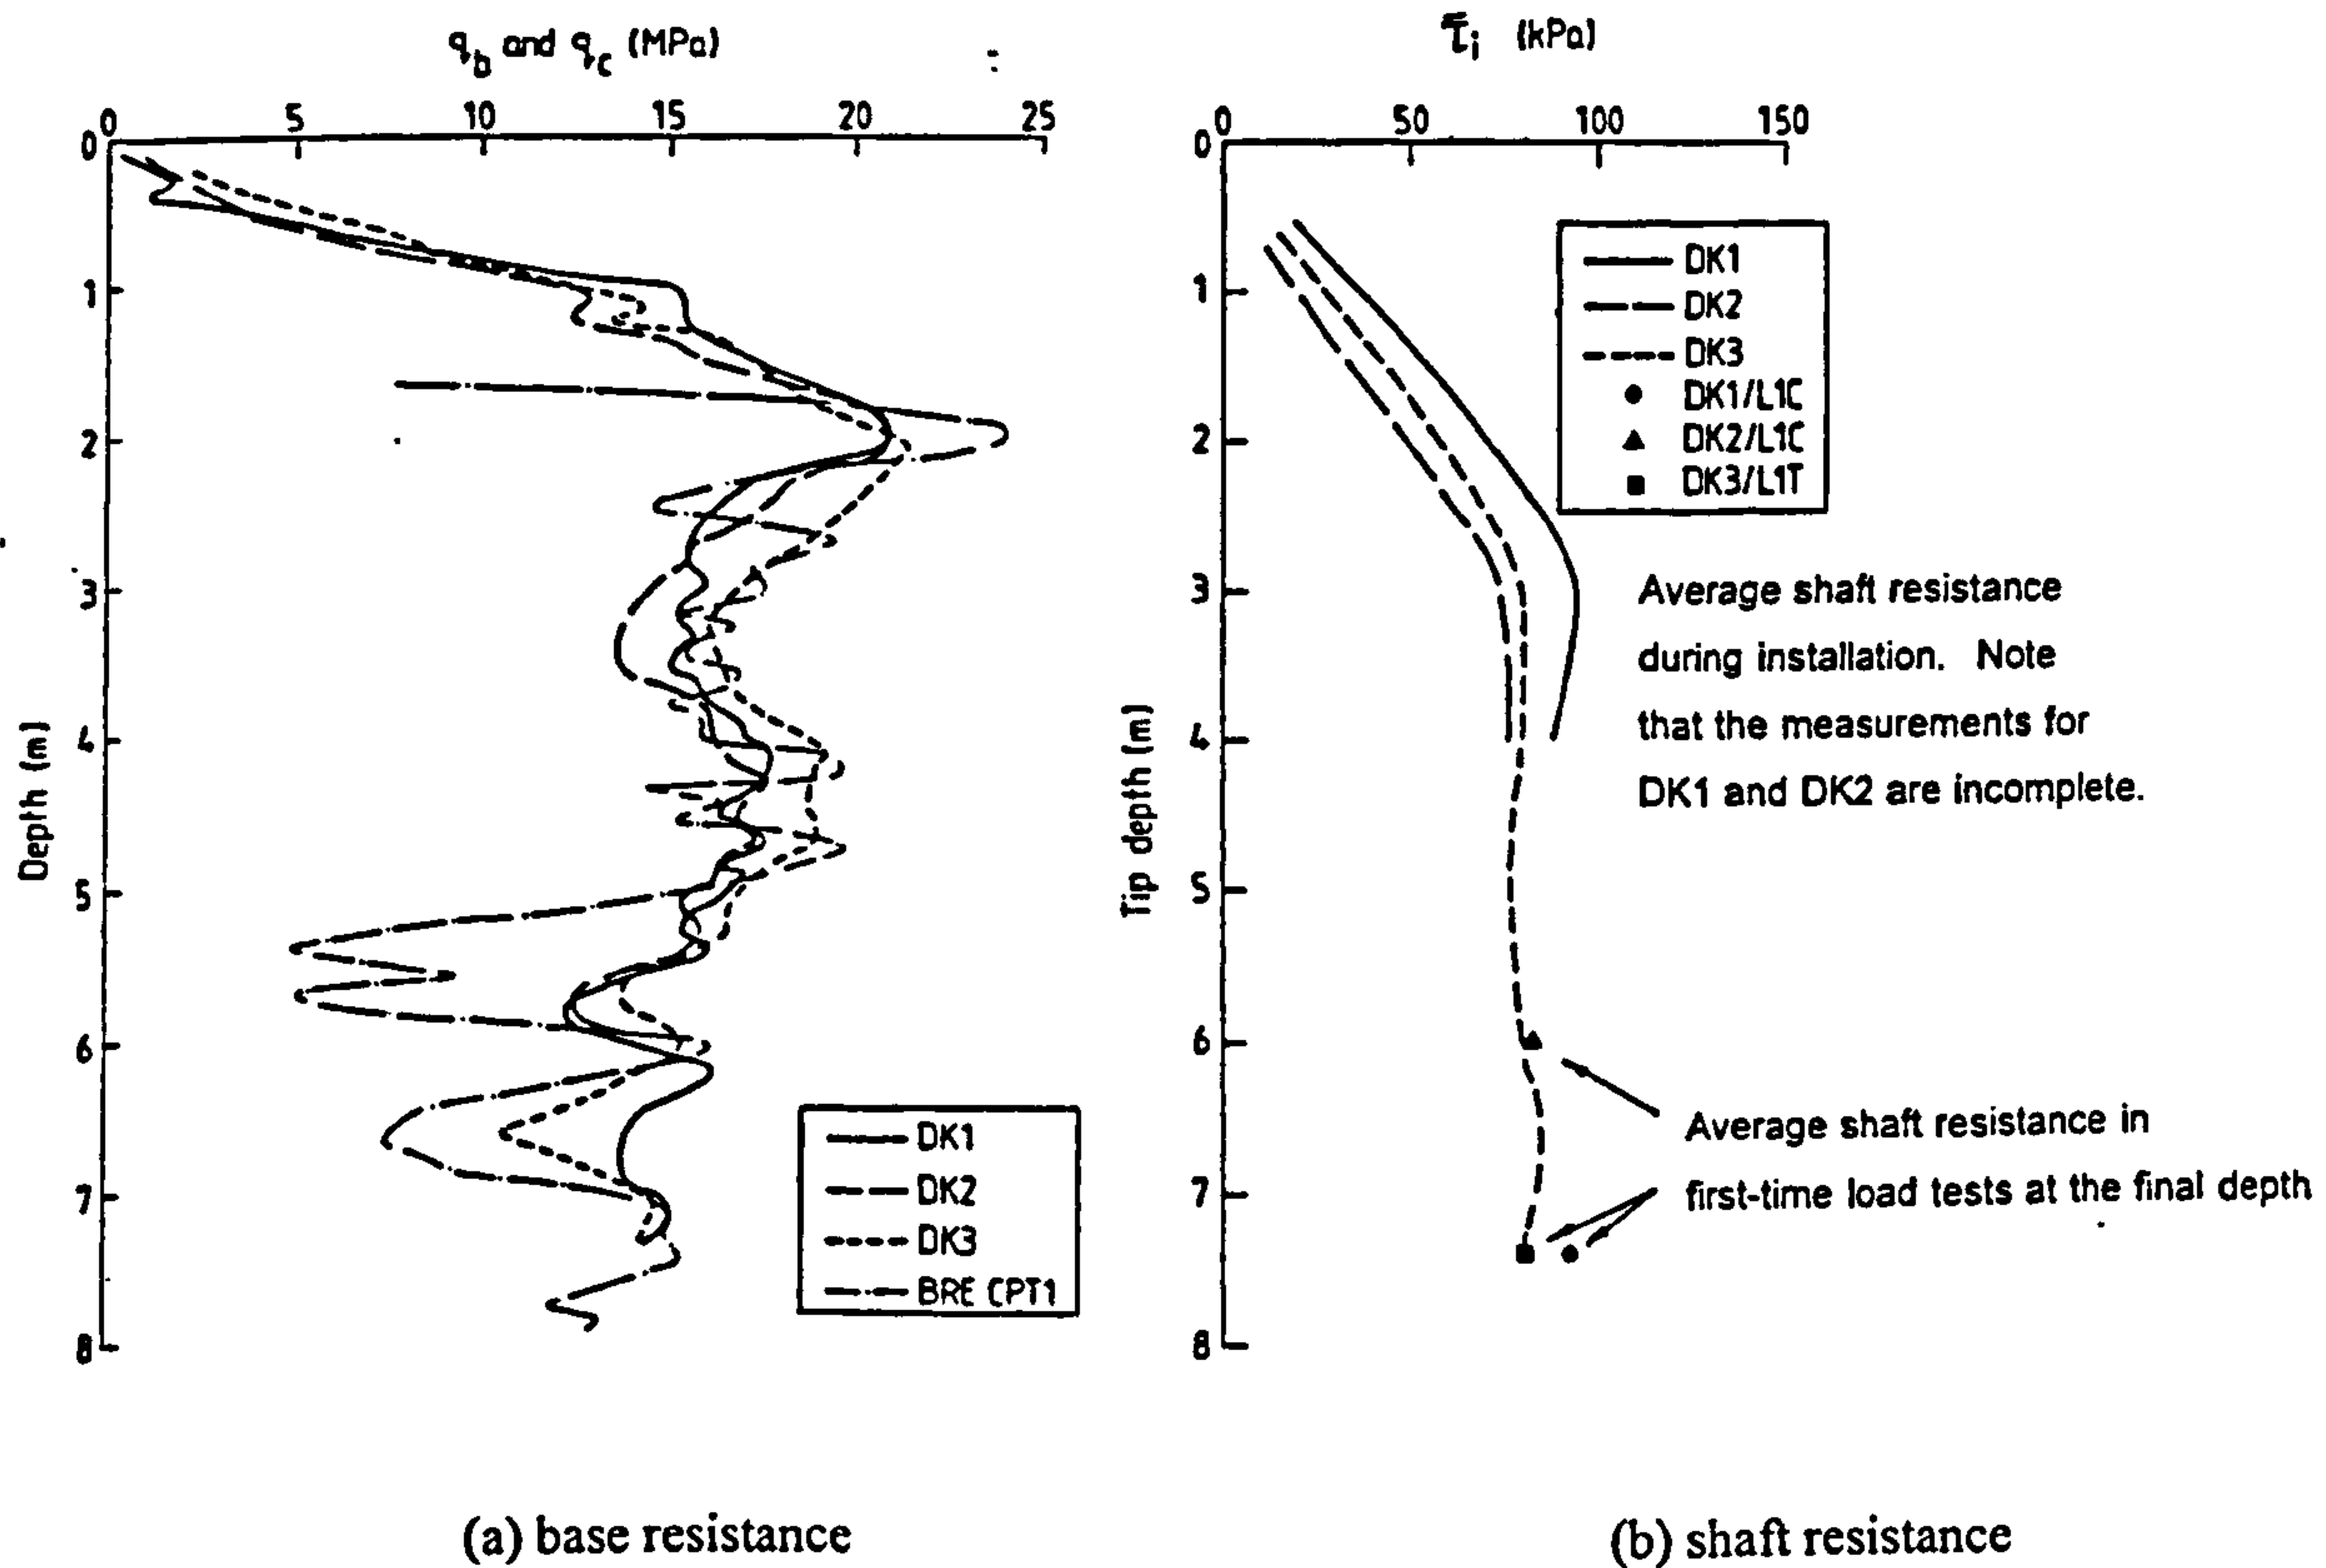 q_b and q_c (MPa)
0 5 10 15 20 25
0
1
2
3
4
5
6
7
8
Depth (m)
DK1
DK2
DK3
BRE CPT1
(a) base resistance
τ̄_i (kPa)
0 50 100 150
0
1
2
3
4
5
6
7
8
Tip depth (m)
DK1
DK2
DK3
DK1/L1C
DK2/L1C
DK3/L1T
Average shaft resistance
during installation. Note
that the measurements for
DK1 and DK2 are incomplete.
Average shaft resistance in
first-time load tests at the final depth
(b) shaft resistance